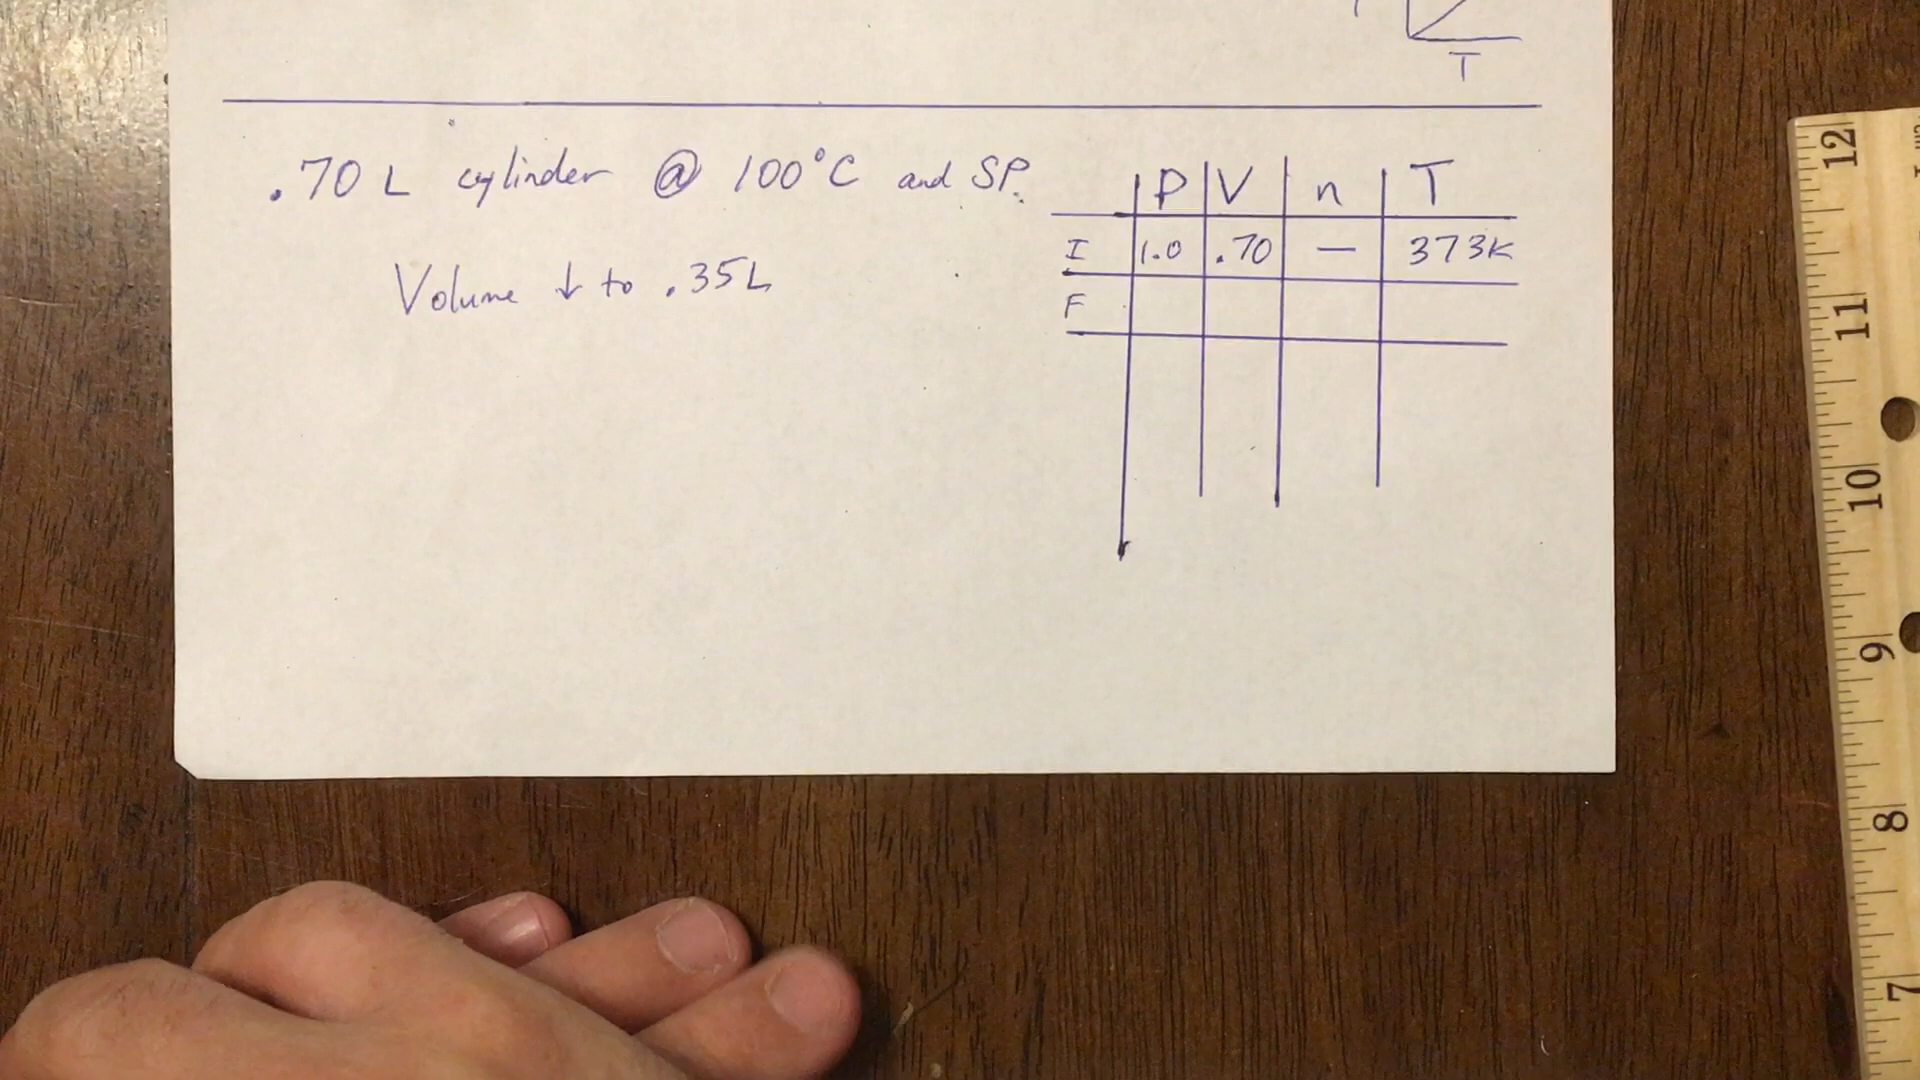 T
.70 L cylinder @ 100°C and SP.
Volume ↓ to .35L
P V n T
I 1.0 .70 — 373K
F
12
11
10
9
8
7